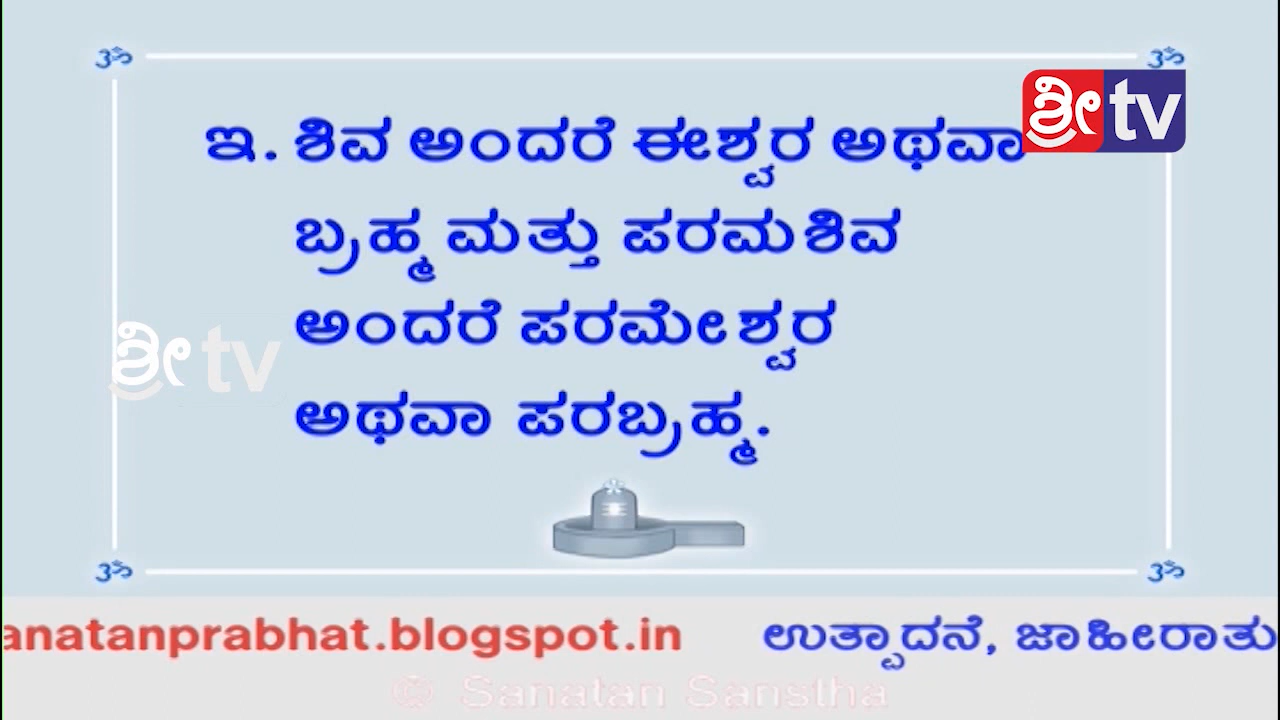 ॐ ॐ
ಶ್ರೀ tv
ಇ. ಶಿವ ಅಂದರೆ ಈಶ್ವರ ಅಥವಾ
ಬ್ರಹ್ಮ ಮತ್ತು ಪರಮಶಿವ
ಅಂದರೆ ಪರಮೇಶ್ವರ
ಶ್ರೀ tv
ಅಥವಾ ಪರಬ್ರಹ್ಮ.
ॐ ॐ
anatanprabhat.blogspot.in ಉತ್ಪಾದನೆ, ಜಾಹೀರಾತು
© Sanatan Sanstha